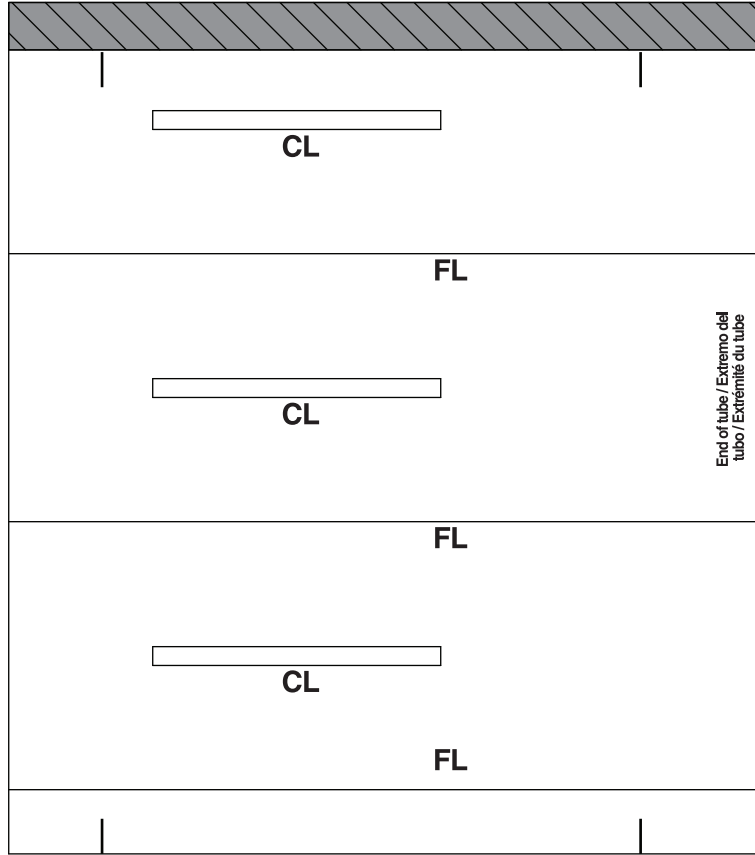 CL
FL
End of tube / Extremo del
tubo / Extrémité du tube
CL
FL
CL
FL